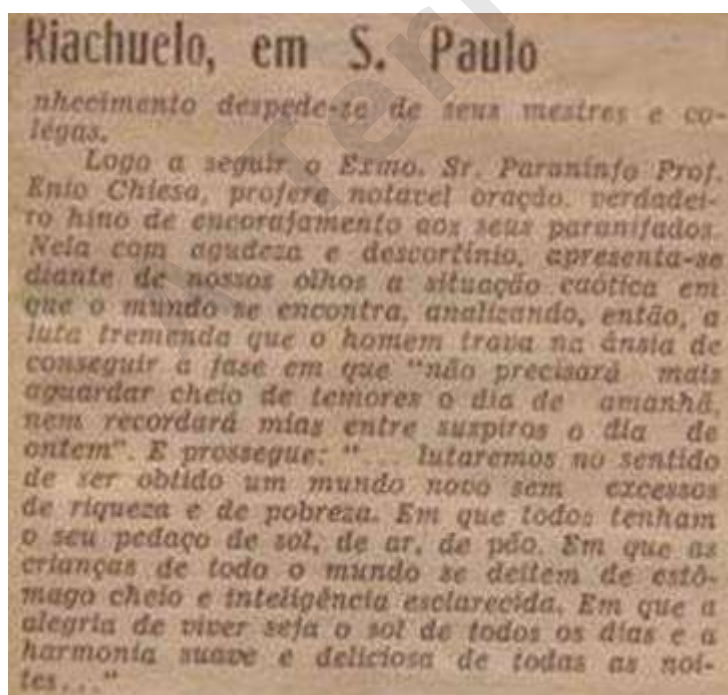 Riachuelo, em S. Paulo
nhecimento despede-se de seus mestres e co-
légas.
Logo a seguir o Exmo. Sr. Paraninfo Prof.
Enio Chiesa, profere notavel oração, verdadei-
ro hino de encorajamento aos seus paranifados.
Nela com agudeza e descortínio, apresenta-se
diante de nossos olhos a situação caótica em
que o mundo se encontra, analizando, então, a
luta tremenda que o homem trava na ânsia de
conseguir a fase em que "não precisará mais
aguardar cheio de temores o dia de amanhã,
nem recordará mias entre suspiros o dia de
ontem". E prossegue: "... lutaremos no sentido
de ser obtido um mundo novo sem excessos
de riqueza e de pobreza. Em que todos tenham
o seu pedaço de sol, de ar, de pão. Em que as
crianças de todo o mundo se deitem de estô-
mago cheio e inteligência esclarecida. Em que a
alegria de viver seja o sol de todos os dias e a
harmonia suave e deliciosa de todas as noi-
tes..."